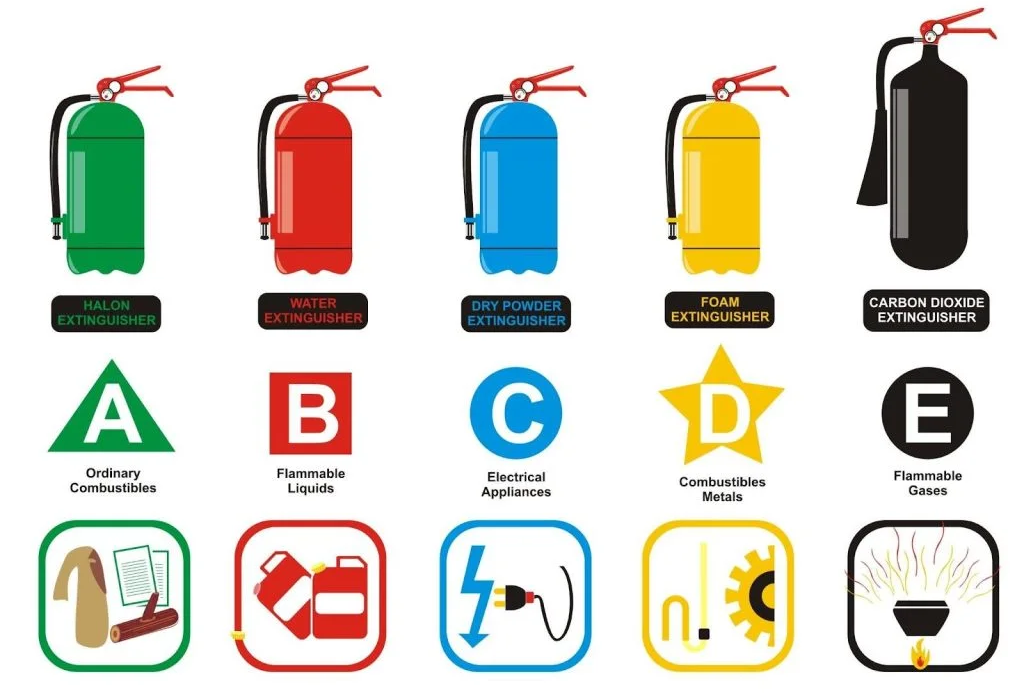 HALON
EXTINGUISHER
WATER
EXTINGUISHER
DRY POWDER
EXTINGUISHER
FOAM
EXTINGUISHER
CARBON DIOXIDE
EXTINGUISHER
A
B
C
D
E
Ordinary
Combustibles
Flammable
Liquids
Electrical
Appliances
Combustibles
Metals
Flammable
Gases